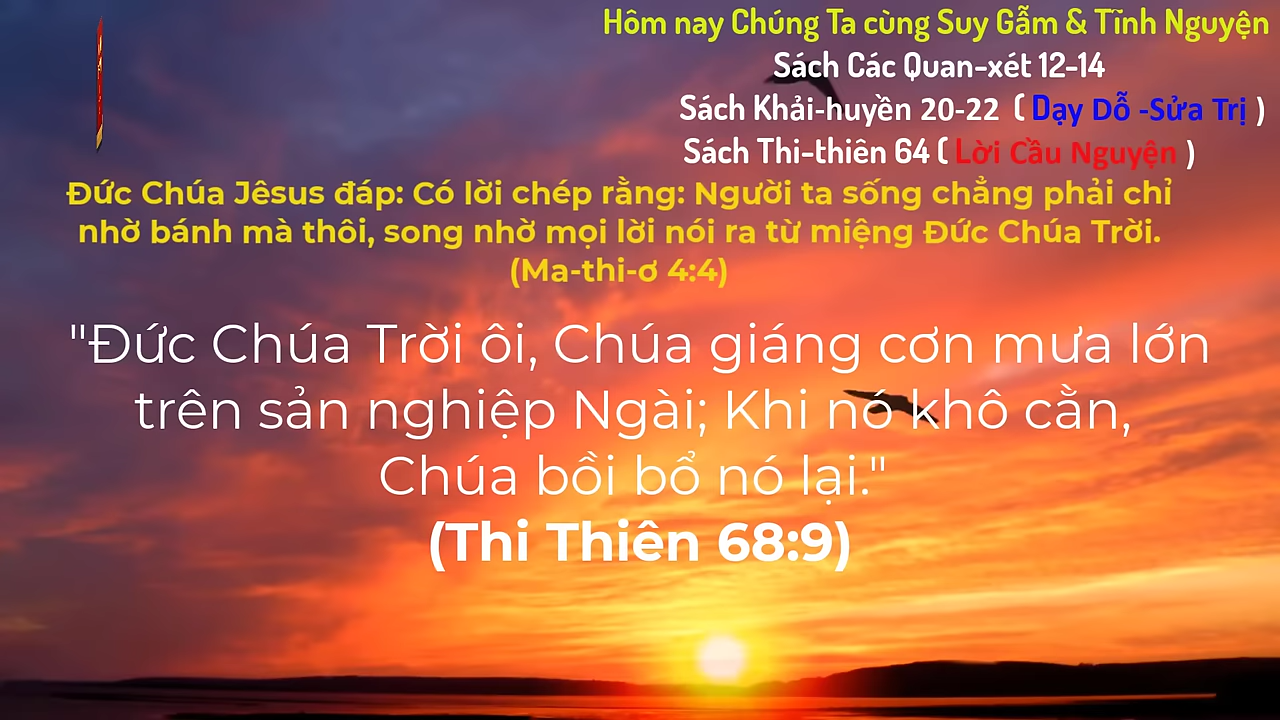 Hôm nay Chúng Ta cùng Suy Gẫm & Tĩnh Nguyện
Sách Các Quan-xét 12-14
Sách Khải-huyền 20-22 ( Dạy Dỗ -Sửa Trị )
Sách Thi-thiên 64 ( Lời Cầu Nguyện )
Đức Chúa Jêsus đáp: Có lời chép rằng: Người ta sống chẳng phải chỉ
nhờ bánh mà thôi, song nhờ mọi lời nói ra từ miệng Đức Chúa Trời.
(Ma-thi-ơ 4:4)
"Đức Chúa Trời ôi, Chúa giáng cơn mưa lớn
trên sản nghiệp Ngài; Khi nó khô cằn,
Chúa bồi bổ nó lại."
(Thi Thiên 68:9)